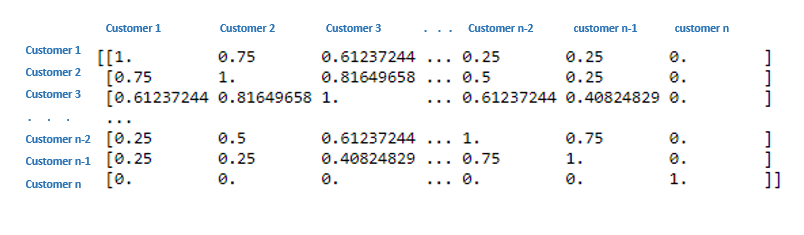 Customer 1 Customer 2 Customer 3 . . . Customer n-2 customer n-1 customer n
Customer 1 [[1. 0.75 0.61237244 ... 0.25 0.25 0. ]
Customer 2 [0.75 1. 0.81649658 ... 0.5 0.25 0. ]
Customer 3 [0.61237244 0.81649658 1. ... 0.61237244 0.40824829 0. ]
. . . ...
Customer n-2 [0.25 0.5 0.61237244 ... 1. 0.75 0. ]
Customer n-1 [0.25 0.25 0.40824829 ... 0.75 1. 0. ]
Customer n [0. 0. 0. ... 0. 0. 1. ]]